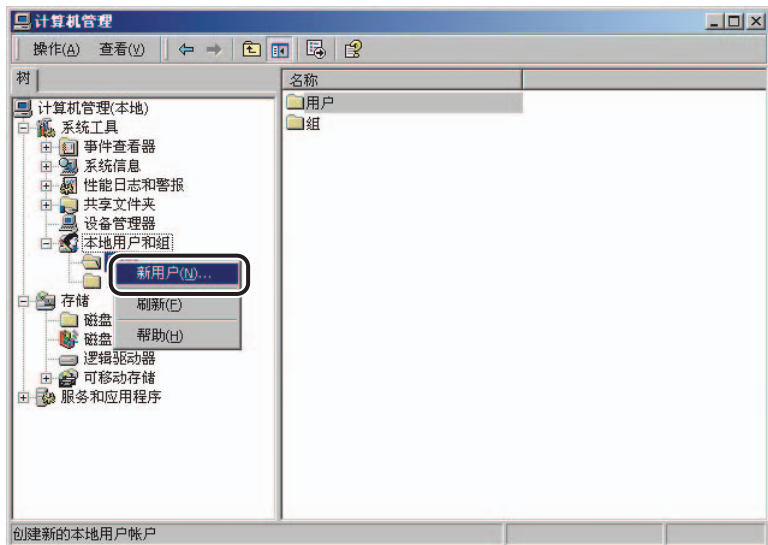 计算机管理
操作(A) 查看(V)
树
名称
计算机管理(本地)
系统工具
事件查看器
系统信息
性能日志和警报
共享文件夹
设备管理器
本地用户和组
新用户(N)...
刷新(F)
帮助(H)
存储
磁盘
磁盘
逻辑驱动器
可移动存储
服务和应用程序
用户
组
创建新的本地用户帐户